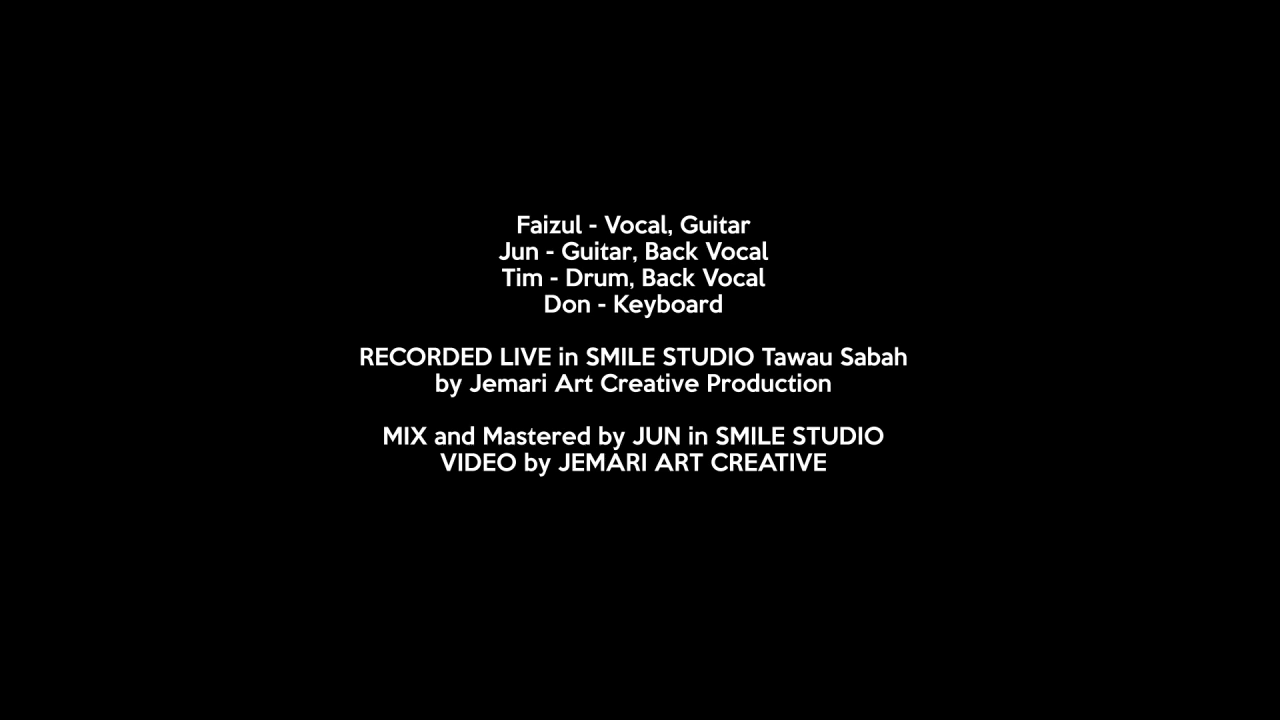 Faizul - Vocal, Guitar
Jun - Guitar, Back Vocal
Tim - Drum, Back Vocal
Don - Keyboard
RECORDED LIVE in SMILE STUDIO Tawau Sabah
by Jemari Art Creative Production
MIX and Mastered by JUN in SMILE STUDIO
VIDEO by JEMARI ART CREATIVE